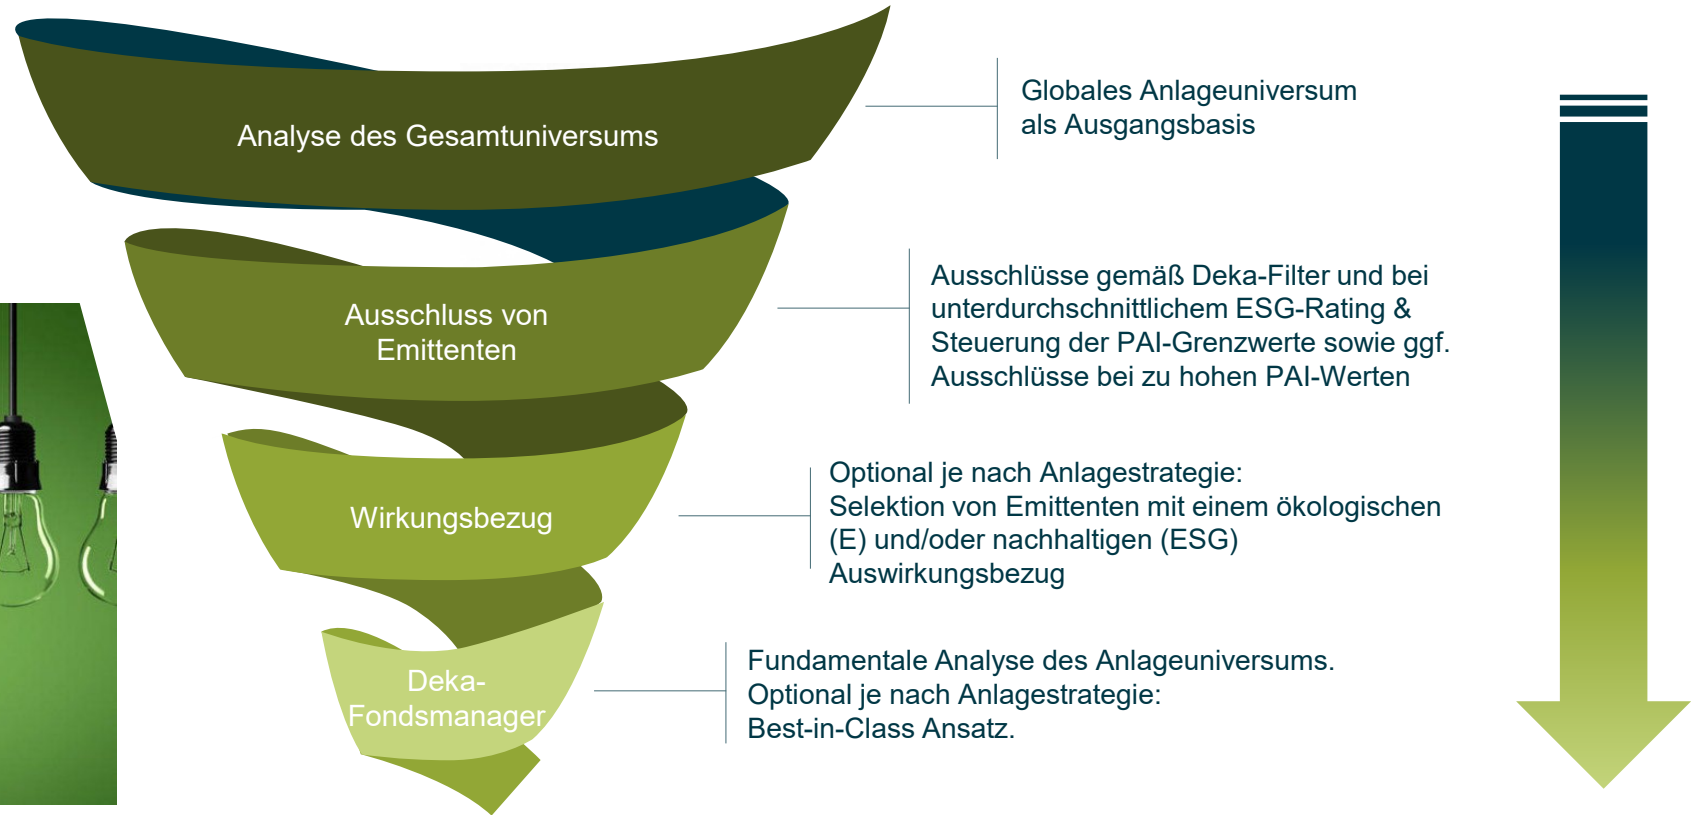 Analyse des Gesamtuniversums
Globales Anlageuniversum
als Ausgangsbasis
Ausschluss von
Emittenten
Ausschlüsse gemäß Deka-Filter und bei
unterdurchschnittlichem ESG-Rating &
Steuerung der PAI-Grenzwerte sowie ggf.
Ausschlüsse bei zu hohen PAI-Werten
Wirkungsbezug
Optional je nach Anlagestrategie:
Selektion von Emittenten mit einem ökologischen
(E) und/oder nachhaltigen (ESG)
Auswirkungsbezug
Deka-
Fondsmanager
Fundamentale Analyse des Anlageuniversums.
Optional je nach Anlagestrategie:
Best-in-Class Ansatz.